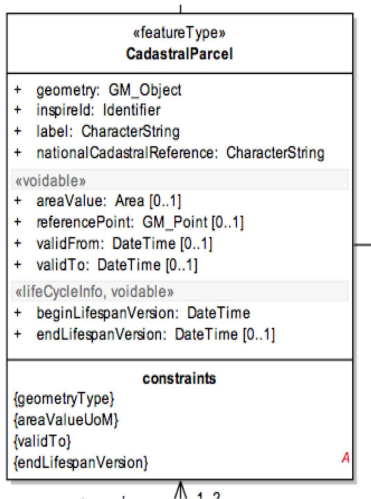 «featureType»
CadastralParcel
+ geometry: GM_Object
+ inspireId: Identifier
+ label: CharacterString
+ nationalCadastralReference: CharacterString
«voidable»
+ areaValue: Area [0..1]
+ referencePoint: GM_Point [0..1]
+ validFrom: DateTime [0..1]
+ validTo: DateTime [0..1]
«lifeCycleInfo, voidable»
+ beginLifespanVersion: DateTime
+ endLifespanVersion: DateTime [0..1]
constraints
{geometryType}
{areaValueUoM}
{validTo}
{endLifespanVersion}
A
1..2